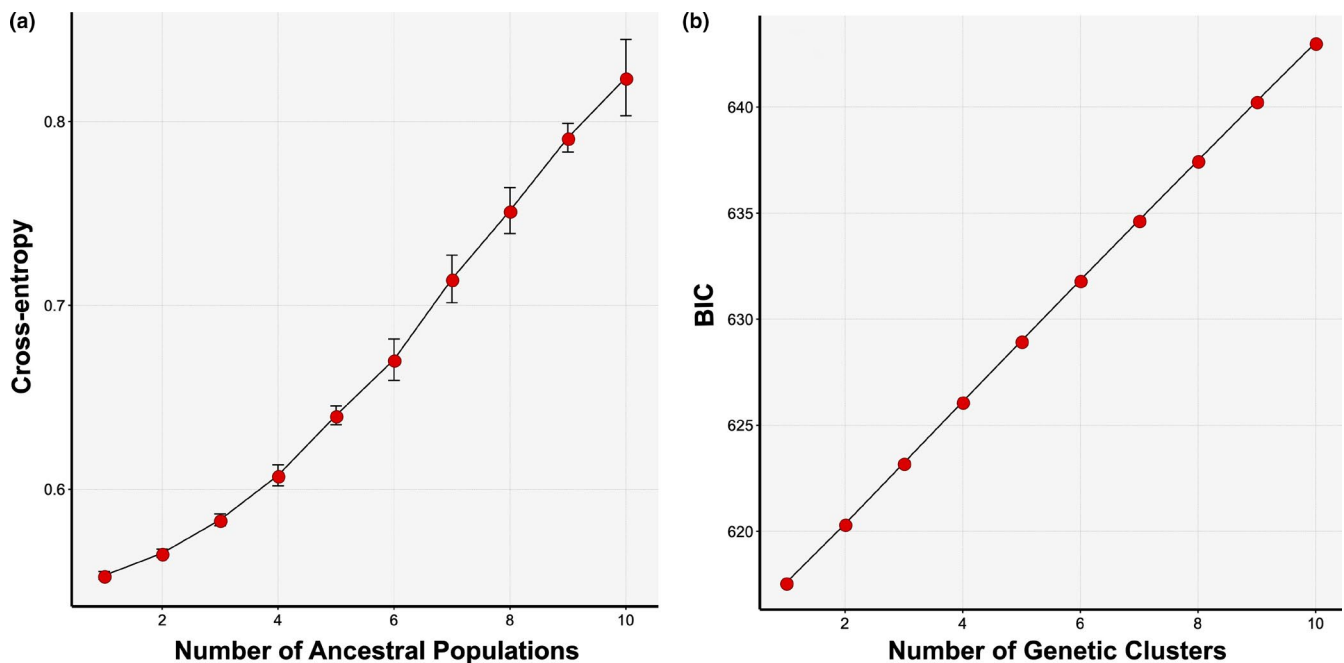 (a)
Cross-entropy
0.8
0.7
0.6
2 4 6 8 10
Number of Ancestral Populations
(b)
BIC
640
635
630
625
620
2 4 6 8 10
Number of Genetic Clusters